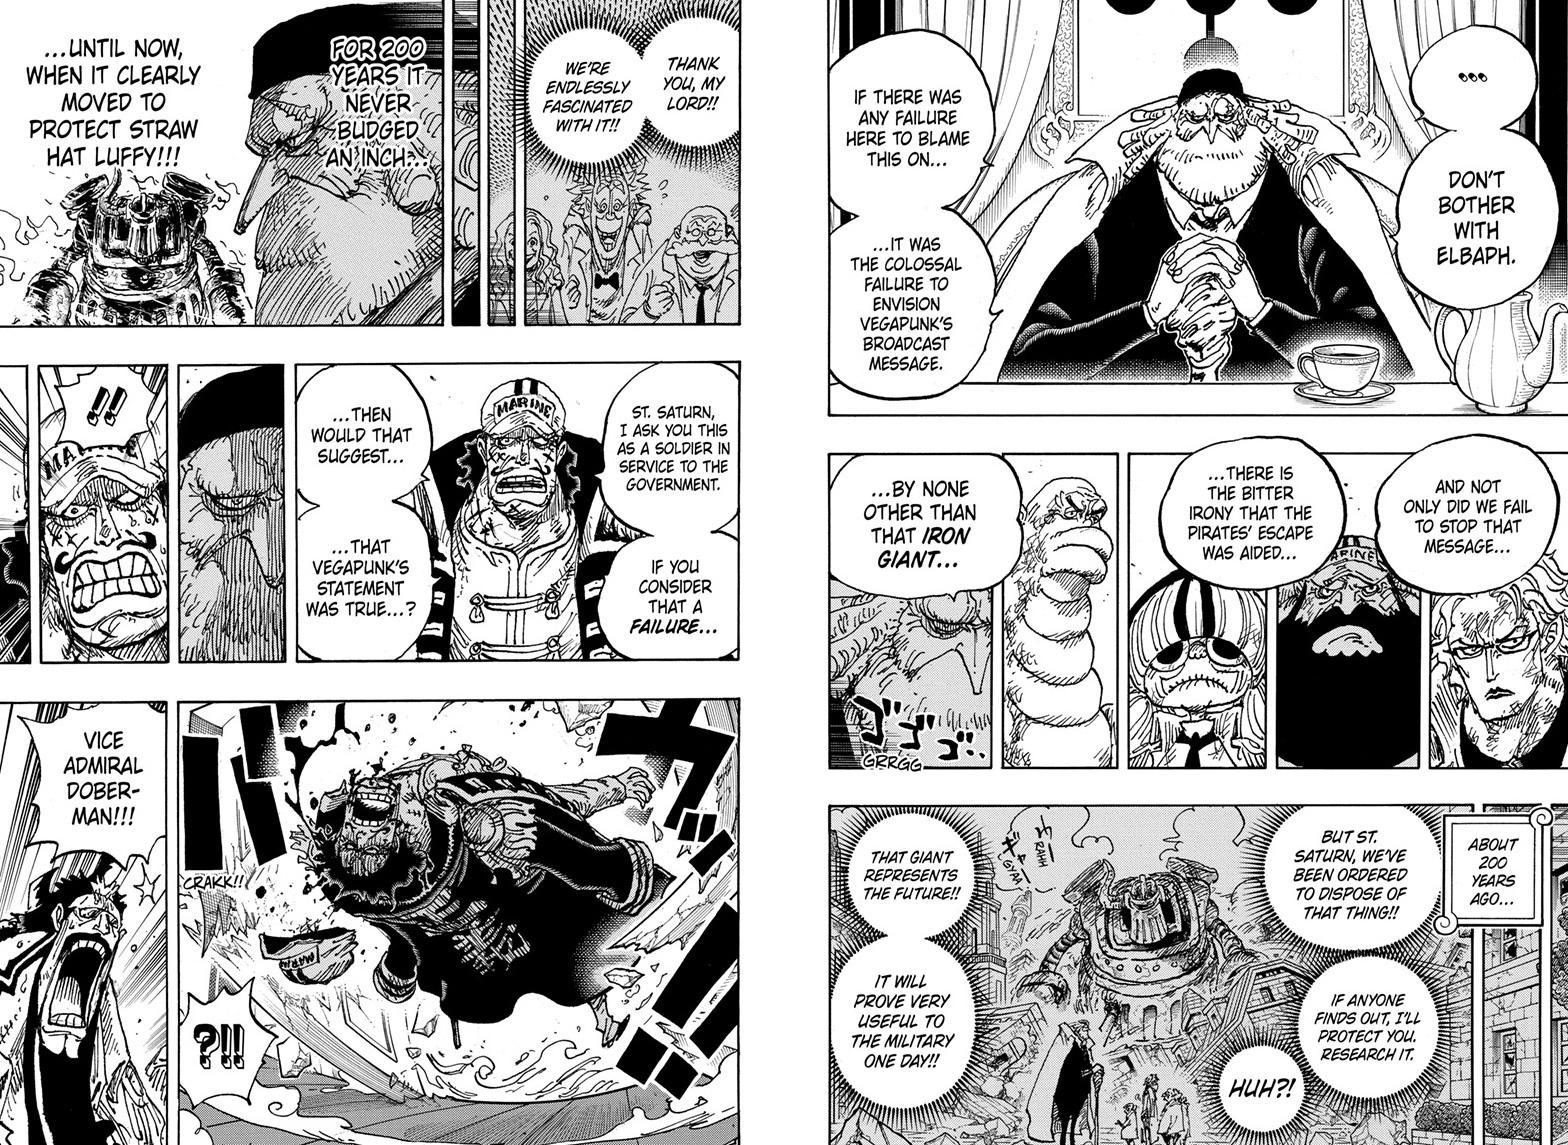 ...
DON'T
BOTHER
WITH
ELBAPH.
IF THERE WAS
ANY FAILURE
HERE TO BLAME
THIS ON...
...IT WAS
THE COLOSSAL
FAILURE TO
ENVISION
VEGAPUNK'S
BROADCAST
MESSAGE.
AND NOT
ONLY DID WE FAIL
TO STOP THAT
MESSAGE...
...THERE IS
THE BITTER
IRONY THAT THE
PIRATES' ESCAPE
WAS AIDED...
MARINE
...BY NONE
OTHER THAN
THAT IRON
GIANT...
ゴゴゴ..
GRRGG
ABOUT
200
YEARS
AGO...
BUT ST.
SATURN, WE'VE
BEEN ORDERED
TO DISPOSE OF
THAT THING!!
IF ANYONE
FINDS OUT, I'LL
PROTECT YOU.
RESEARCH IT.
HUH?!
RAHH
THAT GIANT
REPRESENTS
THE FUTURE!!
IT WILL
PROVE VERY
USEFUL TO
THE MILITARY
ONE DAY!!
THANK
YOU, MY
LORD!!
WE'RE
ENDLESSLY
FASCINATED
WITH IT!!
FOR 200
YEARS IT
NEVER
BUDGED
AN INCH...
...UNTIL NOW,
WHEN IT CLEARLY
MOVED TO
PROTECT STRAW
HAT LUFFY!!!
ST. SATURN,
I ASK YOU THIS
AS A SOLDIER IN
SERVICE TO THE
GOVERNMENT.
IF YOU
CONSIDER
THAT A
FAILURE...
MARINE
...THEN
WOULD THAT
SUGGEST...
...THAT
VEGAPUNK'S
STATEMENT
WAS TRUE...?
!!
MA
CRAKK!!
?!!
VICE
ADMIRAL
DOBER-
MAN!!!